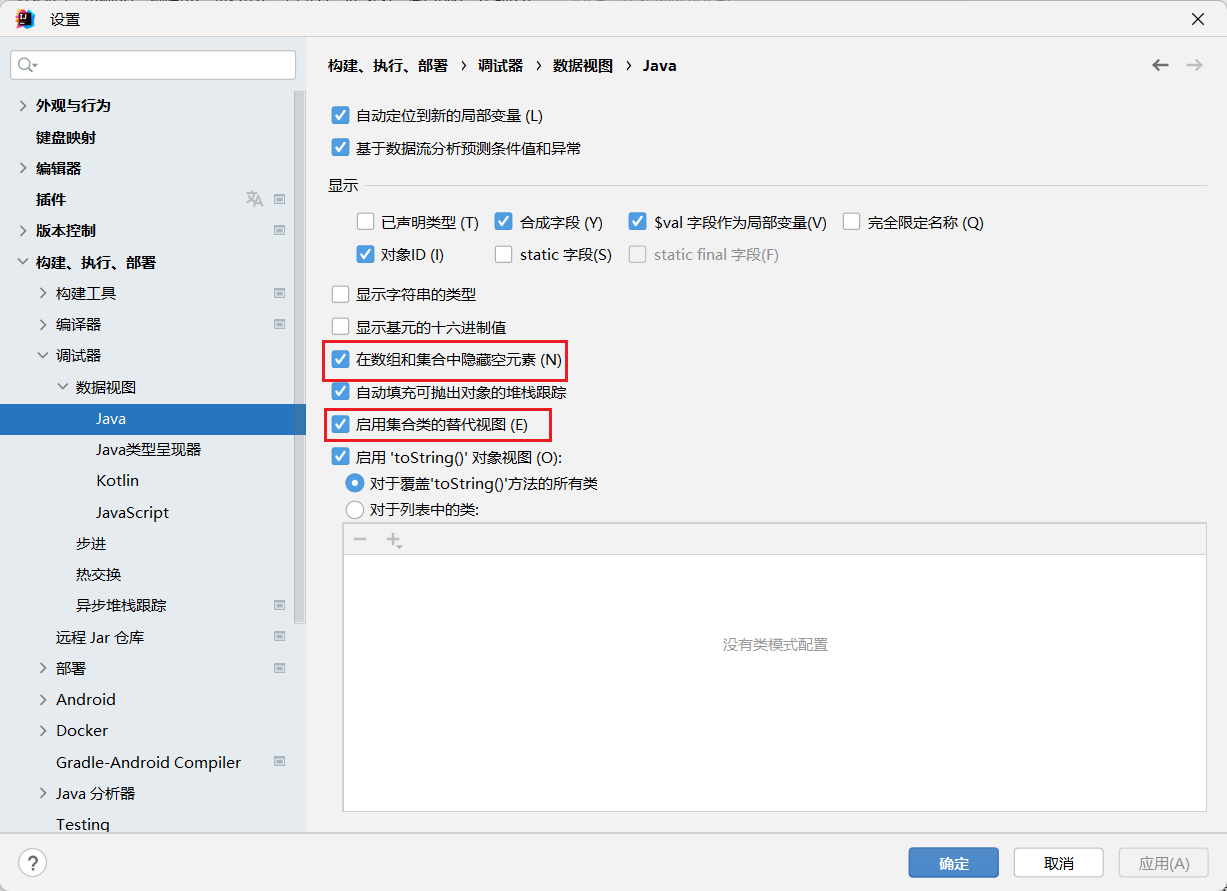 设置
外观与行为
键盘映射
编辑器
插件
版本控制
构建、执行、部署
构建工具
编译器
调试器
数据视图
Java
Java类型呈现器
Kotlin
JavaScript
步进
热交换
异步堆栈跟踪
远程 Jar 仓库
部署
Android
Docker
Gradle-Android Compiler
Java 分析器
Testing
构建、执行、部署 › 调试器 › 数据视图 › Java
自动定位到新的局部变量 (L)
基于数据流分析预测条件值和异常
显示
已声明类型 (T) 合成字段 (Y) $val 字段作为局部变量(V) 完全限定名称 (Q)
对象ID (I) static 字段(S) static final 字段(F)
显示字符串的类型
显示基元的十六进制值
在数组和集合中隐藏空元素 (N)
自动填充可抛出对象的堆栈跟踪
启用集合类的替代视图 (E)
启用 'toString()' 对象视图 (O):
对于覆盖'toString()'方法的所有类
对于列表中的类:
没有类模式配置
?
确定 取消 应用(A)